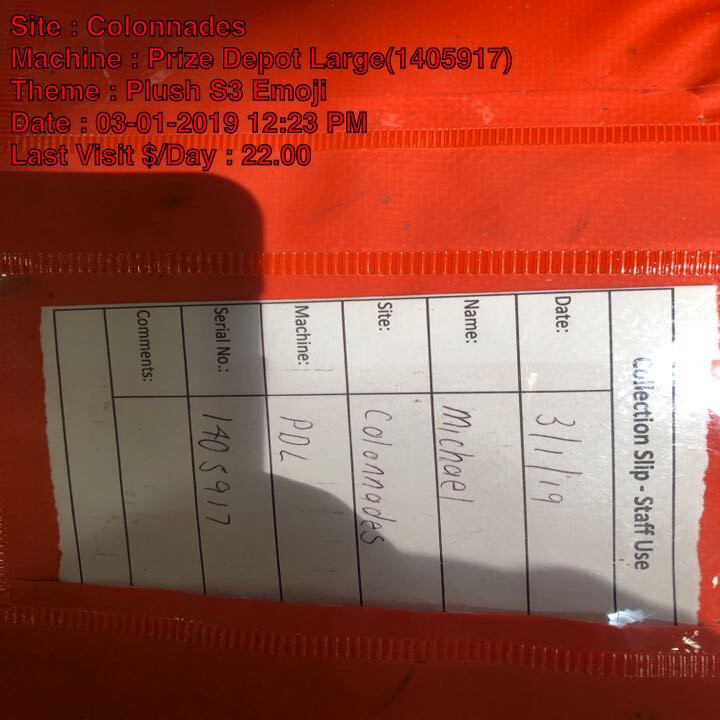 Site : Colonnades
Machine : Prize Depot Large(1405917)
Theme : Plush S3 Emoji
Date : 03-01-2019 12:23 PM
Last Visit $/Day : 22.00
Collection Slip - Staff Use
Date: 3/1/19
Name: Michael
Site: Colonnades
Machine: PDL
Serial No.: 1405917
Comments: